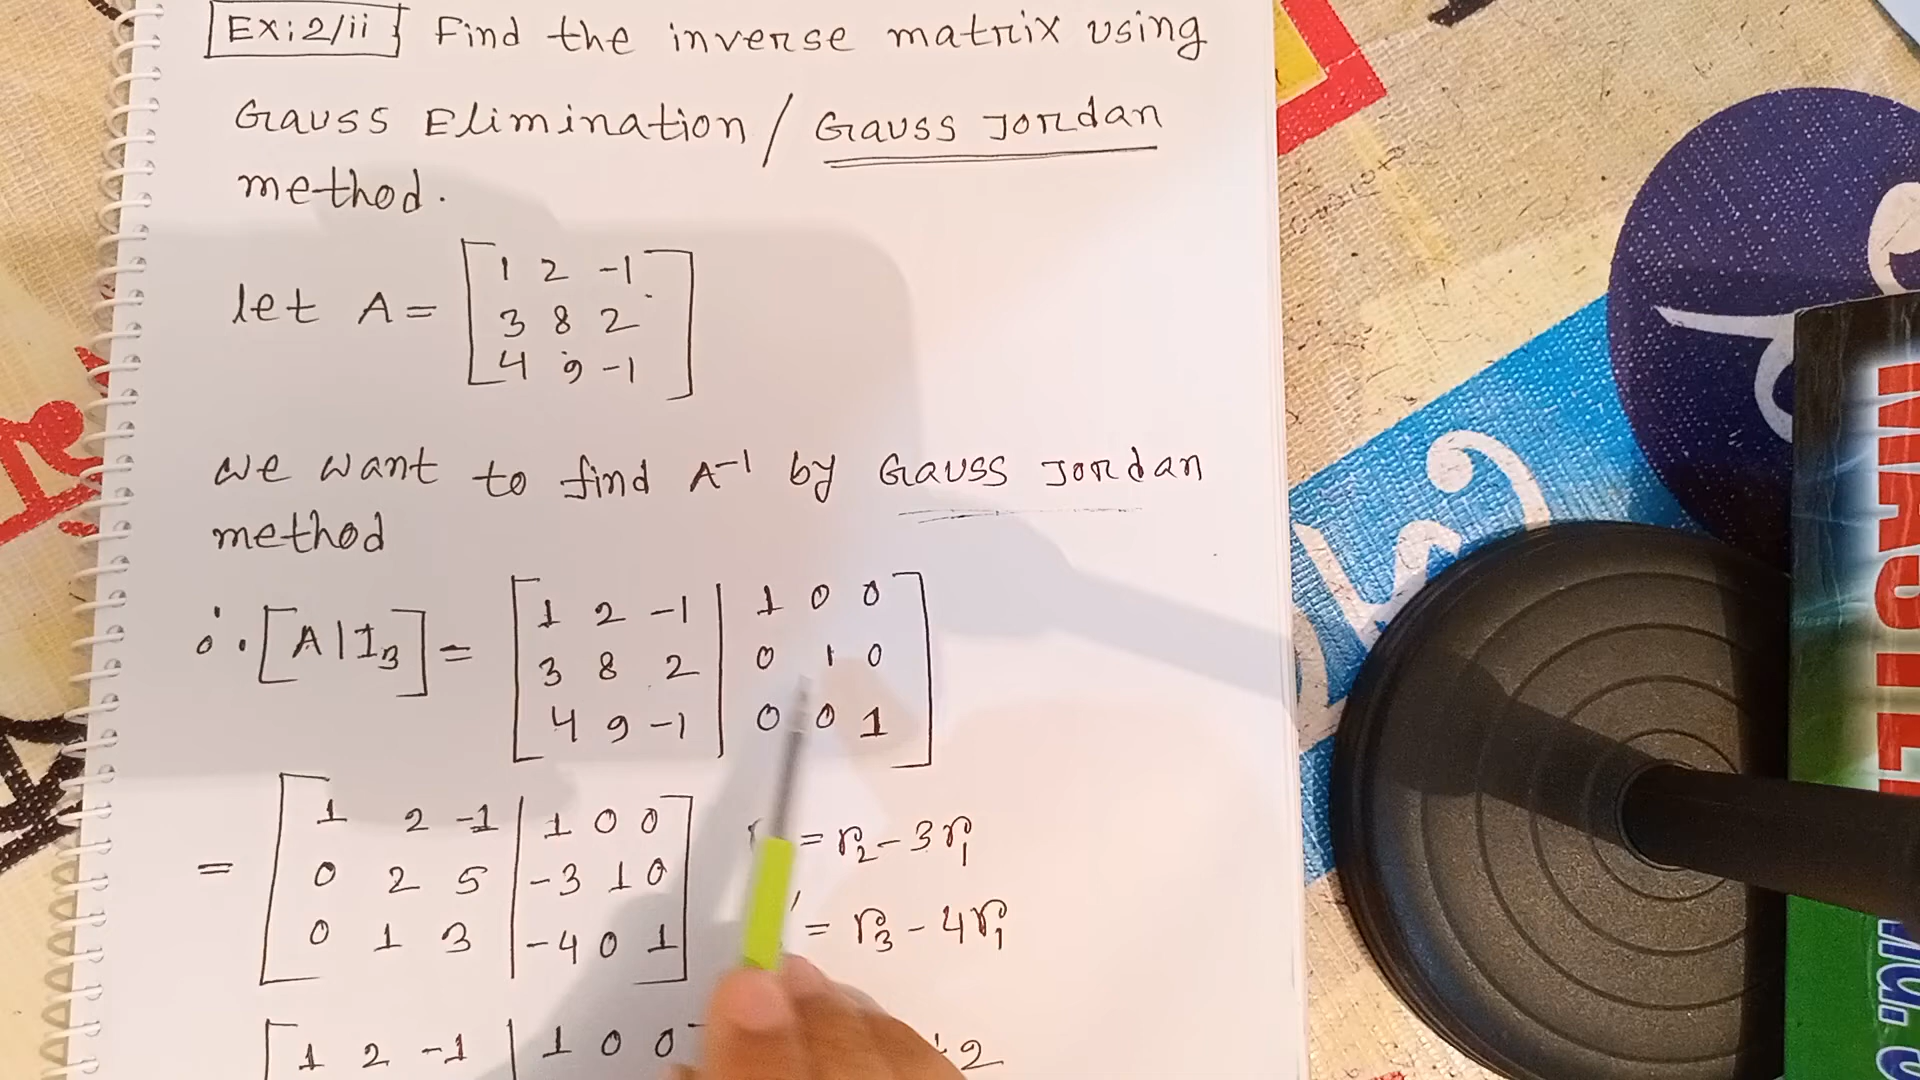 Ex: 2/ii Find the inverse matrix using
Gauss Elimination / Gauss Jordan
method.
let A = [ 1 2 -1
3 8 2
4 9 -1 ]
we want to find A⁻¹ by Gauss Jordan
method
∴ [A|I₃] = [ 1 2 -1 | 1 0 0
3 8 2 | 0 1 0
4 9 -1 | 0 0 1 ]
= [ 1 2 -1 | 1 0 0
0 2 5 | -3 1 0 = r₂ - 3r₁
0 1 3 | -4 0 1 ] ′ = r₃ - 4r₁
[ 1 2 -1 | 1 0 0
2